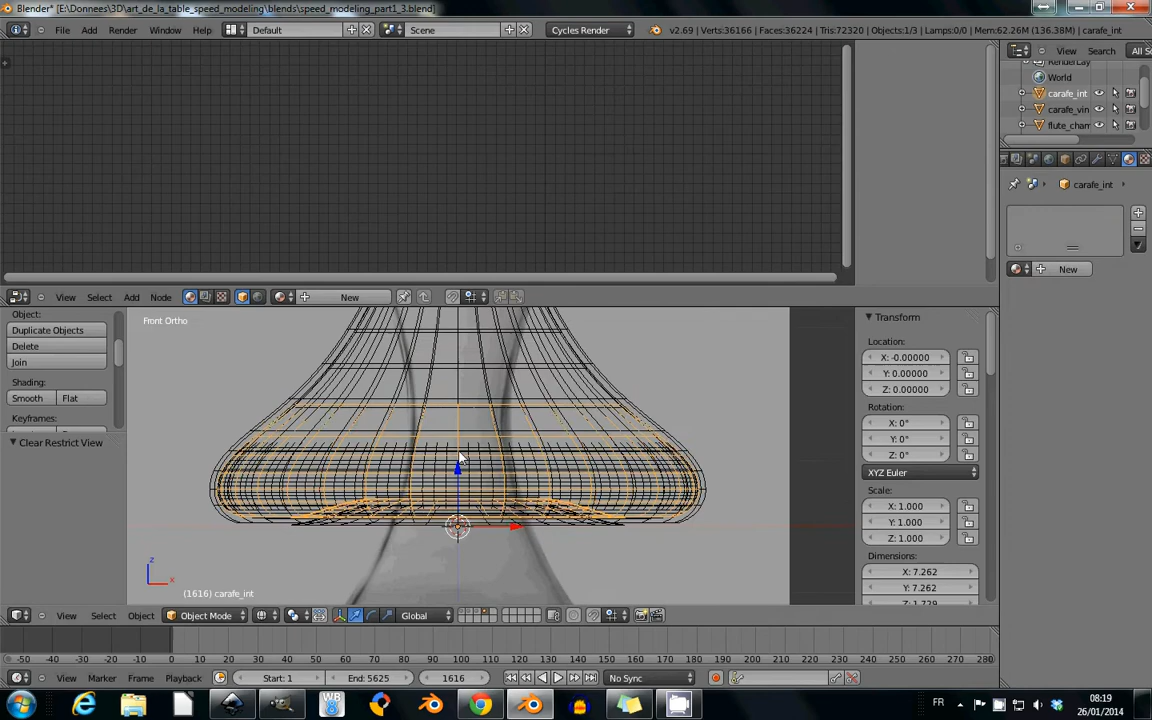 Blender* [E:\Donnees\3D\art_de_la_table_speed_modeling\blends\speed_modeling_part1_3.blend]
File Add Render Window Help Default Scene Cycles Render v2.69 | Verts:36166 | Faces:36224 | Tris:72320 | Objects:1/3 | Lamps:0/0 | Mem:62.26M (136.38M) | carafe_int
View Search All S
RenderLay
World
carafe_int
carafe_vin
flute_cham
carafe_int
New
View Select Add Node New
Object:
Duplicate Objects
Delete
Join
Shading:
Smooth Flat
Keyframes:
Clear Restrict View
Front Ortho
z
x
(1616) carafe_int
Transform
Location:
X: -0.00000
Y: 0.00000
Z: 0.00000
Rotation:
X: 0°
Y: 0°
Z: 0°
XYZ Euler
Scale:
X: 1.000
Y: 1.000
Z: 1.000
Dimensions:
X: 7.262
Y: 7.262
Z: 1.729
View Select Object Object Mode Global
-50 -40 -30 -20 -10 0 10 20 30 40 50 60 70 80 90 100 110 120 130 140 150 160 170 180 190 200 210 220 230 240 250 260 270 280
View Marker Frame Playback Start: 1 End: 5625 1616 No Sync
FR
08:19
26/01/2014